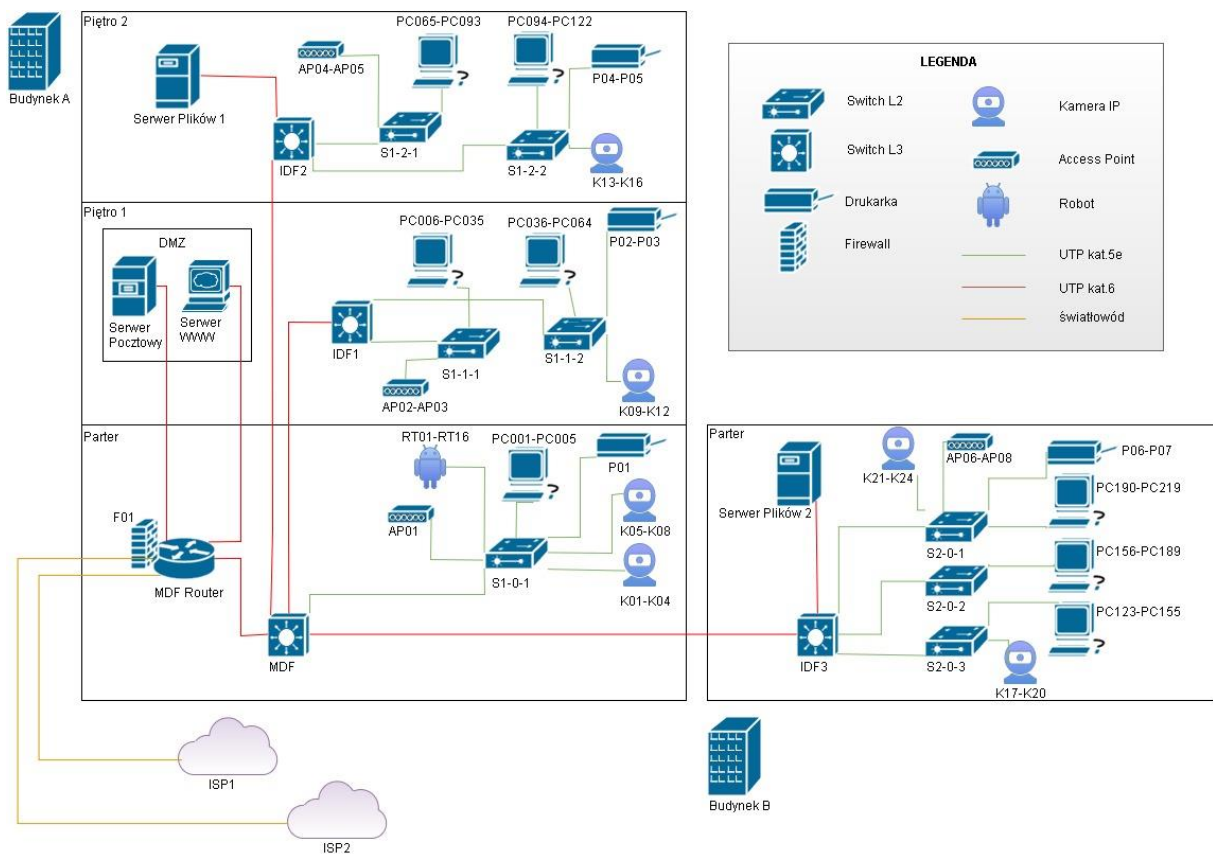 Budynek A
Piętro 2
Serwer Plików 1
AP04-AP05
PC065-PC093
PC094-PC122
P04-P05
IDF2
S1-2-1
S1-2-2
K13-K16
Piętro 1
DMZ
Serwer
Pocztowy
Serwer
WWW
PC006-PC035
PC036-PC064
P02-P03
IDF1
S1-1-1
S1-1-2
AP02-AP03
K09-K12
Parter
RT01-RT16
PC001-PC005
P01
AP01
K05-K08
S1-0-1
K01-K04
F01
MDF Router
MDF
ISP1
ISP2
LEGENDA
Switch L2
Kamera IP
Switch L3
Access Point
Drukarka
Robot
Firewall
UTP kat.5e
UTP kat.6
światłowód
Parter
K21-K24
AP06-AP08
P06-P07
Serwer Plików 2
PC190-PC219
S2-0-1
PC156-PC189
S2-0-2
PC123-PC155
IDF3
S2-0-3
K17-K20
Budynek B